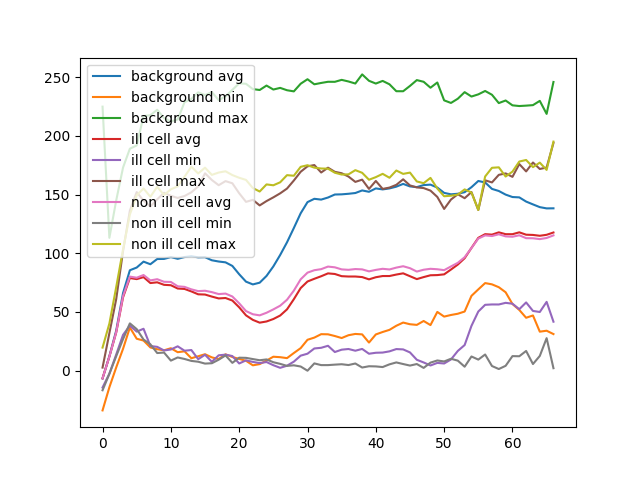 250
200
150
100
50
0
background avg
background min
background max
ill cell avg
ill cell min
ill cell max
non ill cell avg
non ill cell min
non ill cell max
0 10 20 30 40 50 60